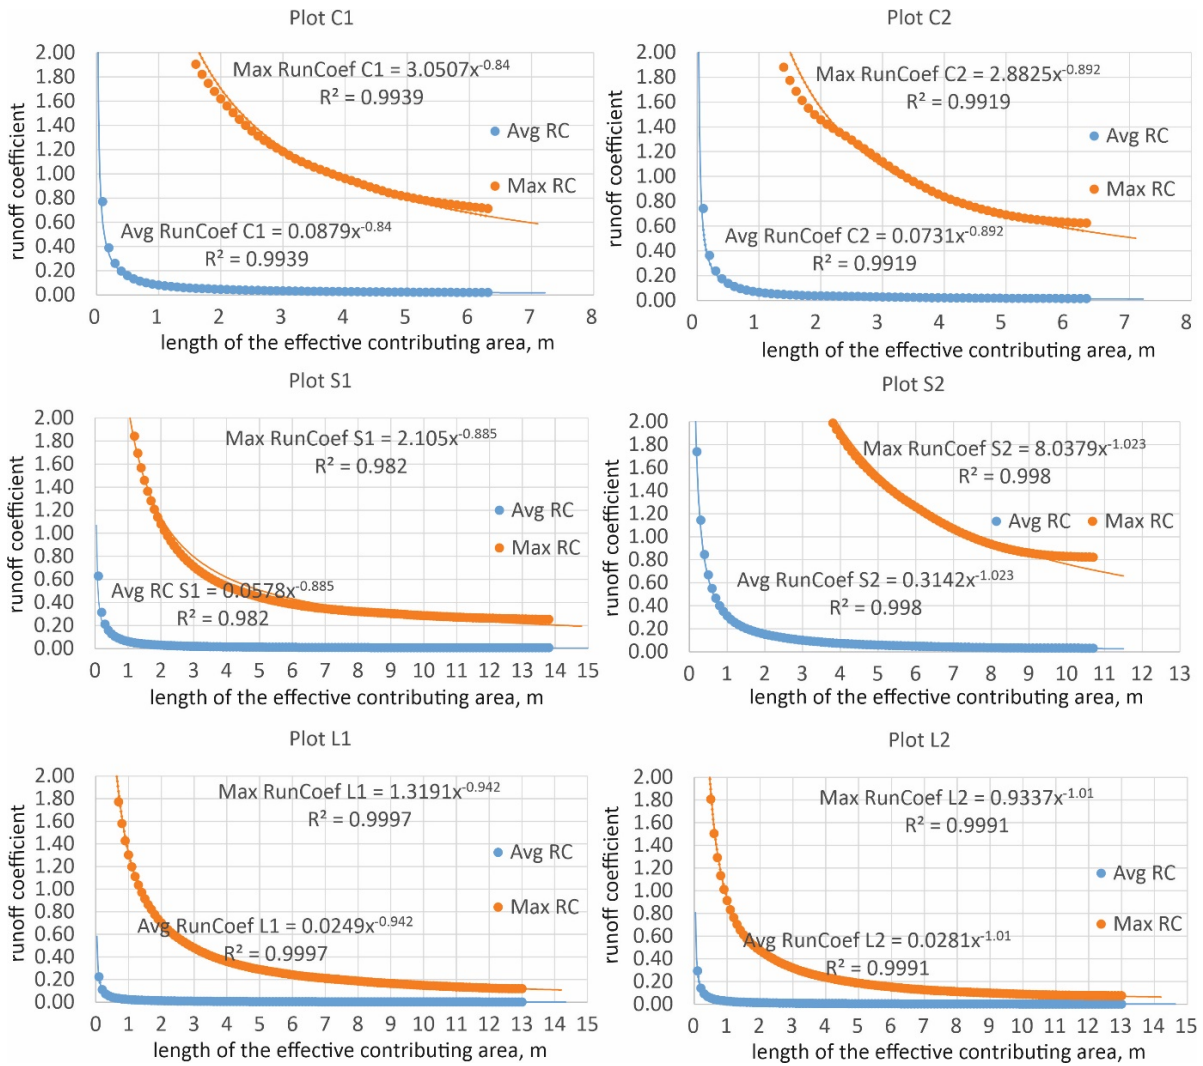 Plot C1
2.00
1.80
1.60
1.40
1.20
1.00
0.80
0.60
0.40
0.20
0.00
runoff coefficient
Max RunCoef C1 = 3.0507x^-0.84
R² = 0.9939
Avg RC
Max RC
Avg RunCoef C1 = 0.0879x^-0.84
R² = 0.9939
0 1 2 3 4 5 6 7 8
length of the effective contributing area, m
Plot C2
2.00
1.80
1.60
1.40
1.20
1.00
0.80
0.60
0.40
0.20
0.00
runoff coefficient
Max RunCoef C2 = 2.8825x^-0.892
R² = 0.9919
Avg RC
Max RC
Avg RunCoef C2 = 0.0731x^-0.892
R² = 0.9919
0 1 2 3 4 5 6 7 8
length of the effective contributing area, m
Plot S1
2.00
1.80
1.60
1.40
1.20
1.00
0.80
0.60
0.40
0.20
0.00
runoff coefficient
Max RunCoef S1 = 2.105x^-0.885
R² = 0.982
Avg RC
Max RC
Avg RC S1 = 0.0578x^-0.885
R² = 0.982
0 1 2 3 4 5 6 7 8 9 10 11 12 13 14 15
length of the effective contributing area, m
Plot S2
2.00
1.80
1.60
1.40
1.20
1.00
0.80
0.60
0.40
0.20
0.00
runoff coefficient
Max RunCoef S2 = 8.0379x^-1.023
R² = 0.998
Avg RC Max RC
Avg RunCoef S2 = 0.3142x^-1.023
R² = 0.998
0 1 2 3 4 5 6 7 8 9 10 11 12 13
length of the effective contributing area, m
Plot L1
2.00
1.80
1.60
1.40
1.20
1.00
0.80
0.60
0.40
0.20
0.00
runoff coefficient
Max RunCoef L1 = 1.3191x^-0.942
R² = 0.9997
Avg RC
Max RC
Avg RunCoef L1 = 0.0249x^-0.942
R² = 0.9997
0 1 2 3 4 5 6 7 8 9 10 11 12 13 14 15
length of the effective contributing area, m
Plot L2
2.00
1.80
1.60
1.40
1.20
1.00
0.80
0.60
0.40
0.20
0.00
runoff coefficient
Max RunCoef L2 = 0.9337x^-1.01
R² = 0.9991
Avg RC
Max RC
Avg RunCoef L2 = 0.0281x^-1.01
R² = 0.9991
0 1 2 3 4 5 6 7 8 9 10 11 12 13 14 15
length of the effective contributing area, m